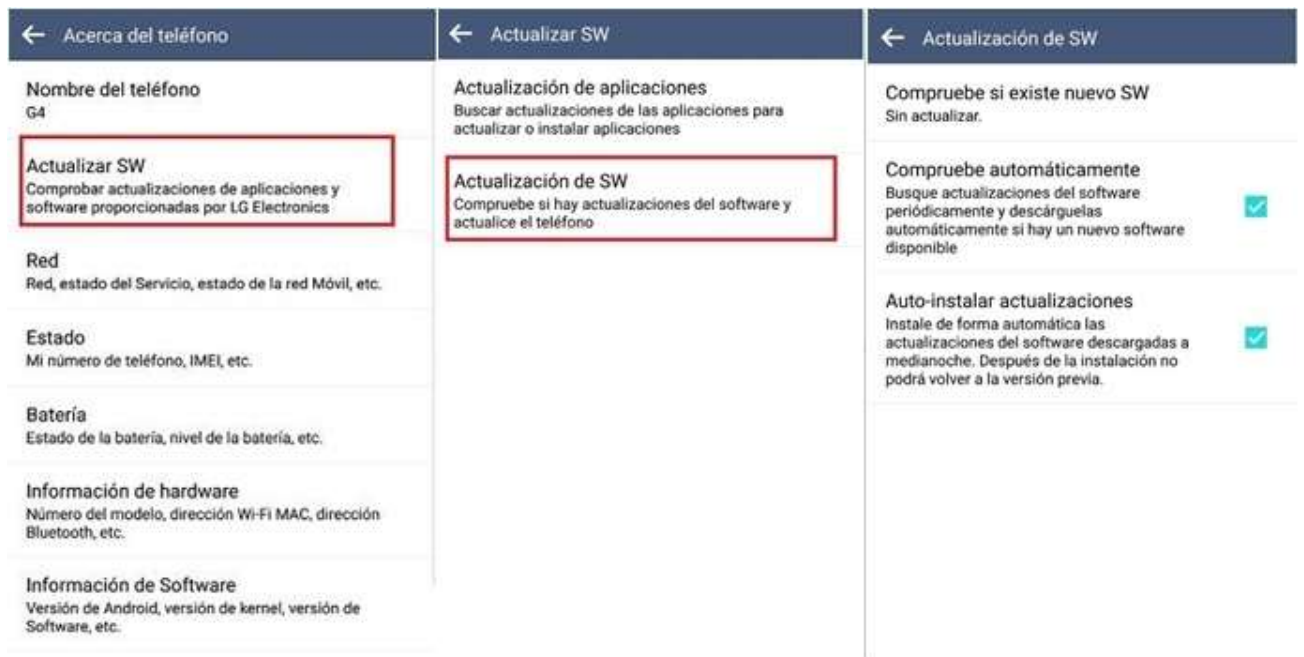 Acerca del teléfono
Nombre del teléfono
G4
Actualizar SW
Comprobar actualizaciones de aplicaciones y
software proporcionadas por LG Electronics
Red
Red, estado del Servicio, estado de la red Móvil, etc.
Estado
Mi número de teléfono, IMEI, etc.
Batería
Estado de la batería, nivel de la batería, etc.
Información de hardware
Número del modelo, dirección Wi-Fi MAC, dirección
Bluetooth, etc.
Información de Software
Versión de Android, versión de kernel, versión de
Software, etc.
Actualizar SW
Actualización de aplicaciones
Buscar actualizaciones de las aplicaciones para
actualizar o instalar aplicaciones
Actualización de SW
Compruebe si hay actualizaciones del software y
actualice el teléfono
Actualización de SW
Compruebe si existe nuevo SW
Sin actualizar.
Compruebe automáticamente
Busque actualizaciones del software
periódicamente y descárguelas
automáticamente si hay un nuevo software
disponible
Auto-instalar actualizaciones
Instale de forma automática las
actualizaciones del software descargadas a
medianoche. Después de la instalación no
podrá volver a la versión previa.